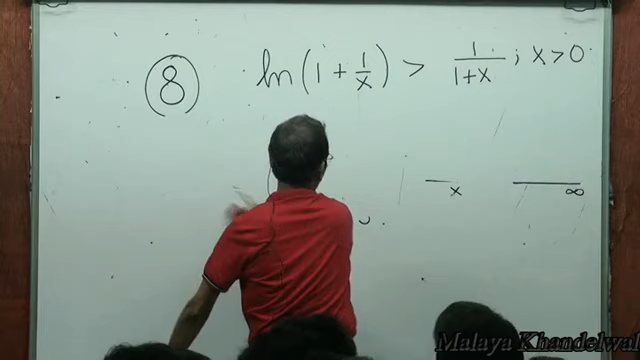 8 ln(1 + 1/x) > 1/(1+x) ; x > 0
x ∞
Malaya Khandelwal